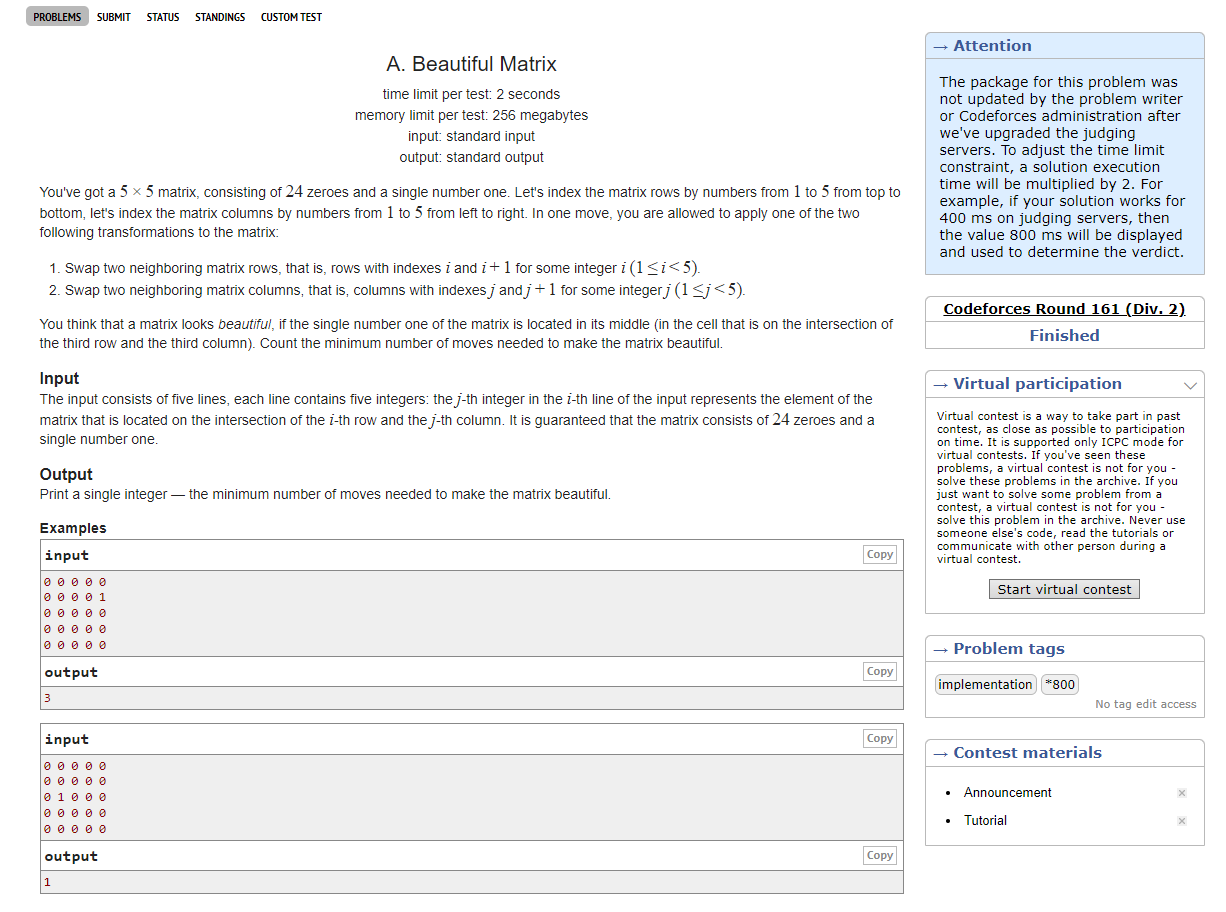 PROBLEMS SUBMIT STATUS STANDINGS CUSTOM TEST
A. Beautiful Matrix
time limit per test: 2 seconds
memory limit per test: 256 megabytes
input: standard input
output: standard output
You've got a 5 × 5 matrix, consisting of 24 zeroes and a single number one. Let's index the matrix rows by numbers from 1 to 5 from top to
bottom, let's index the matrix columns by numbers from 1 to 5 from left to right. In one move, you are allowed to apply one of the two
following transformations to the matrix:
1. Swap two neighboring matrix rows, that is, rows with indexes i and i + 1 for some integer i (1 ≤ i < 5).
2. Swap two neighboring matrix columns, that is, columns with indexes j and j + 1 for some integer j (1 ≤ j < 5).
You think that a matrix looks beautiful, if the single number one of the matrix is located in its middle (in the cell that is on the intersection of
the third row and the third column). Count the minimum number of moves needed to make the matrix beautiful.
Input
The input consists of five lines, each line contains five integers: the j-th integer in the i-th line of the input represents the element of the
matrix that is located on the intersection of the i-th row and the j-th column. It is guaranteed that the matrix consists of 24 zeroes and a
single number one.
Output
Print a single integer — the minimum number of moves needed to make the matrix beautiful.
Examples
input Copy
0 0 0 0 0
0 0 0 0 1
0 0 0 0 0
0 0 0 0 0
0 0 0 0 0
output Copy
3
input Copy
0 0 0 0 0
0 0 0 0 0
0 1 0 0 0
0 0 0 0 0
0 0 0 0 0
output Copy
1
→ Attention
The package for this problem was
not updated by the problem writer
or Codeforces administration after
we've upgraded the judging
servers. To adjust the time limit
constraint, a solution execution
time will be multiplied by 2. For
example, if your solution works for
400 ms on judging servers, then
the value 800 ms will be displayed
and used to determine the verdict.
Codeforces Round 161 (Div. 2)
Finished
→ Virtual participation
Virtual contest is a way to take part in past
contest, as close as possible to participation
on time. It is supported only ICPC mode for
virtual contests. If you've seen these
problems, a virtual contest is not for you -
solve these problems in the archive. If you
just want to solve some problem from a
contest, a virtual contest is not for you -
solve this problem in the archive. Never use
someone else's code, read the tutorials or
communicate with other person during a
virtual contest.
Start virtual contest
→ Problem tags
implementation *800
No tag edit access
→ Contest materials
• Announcement
• Tutorial